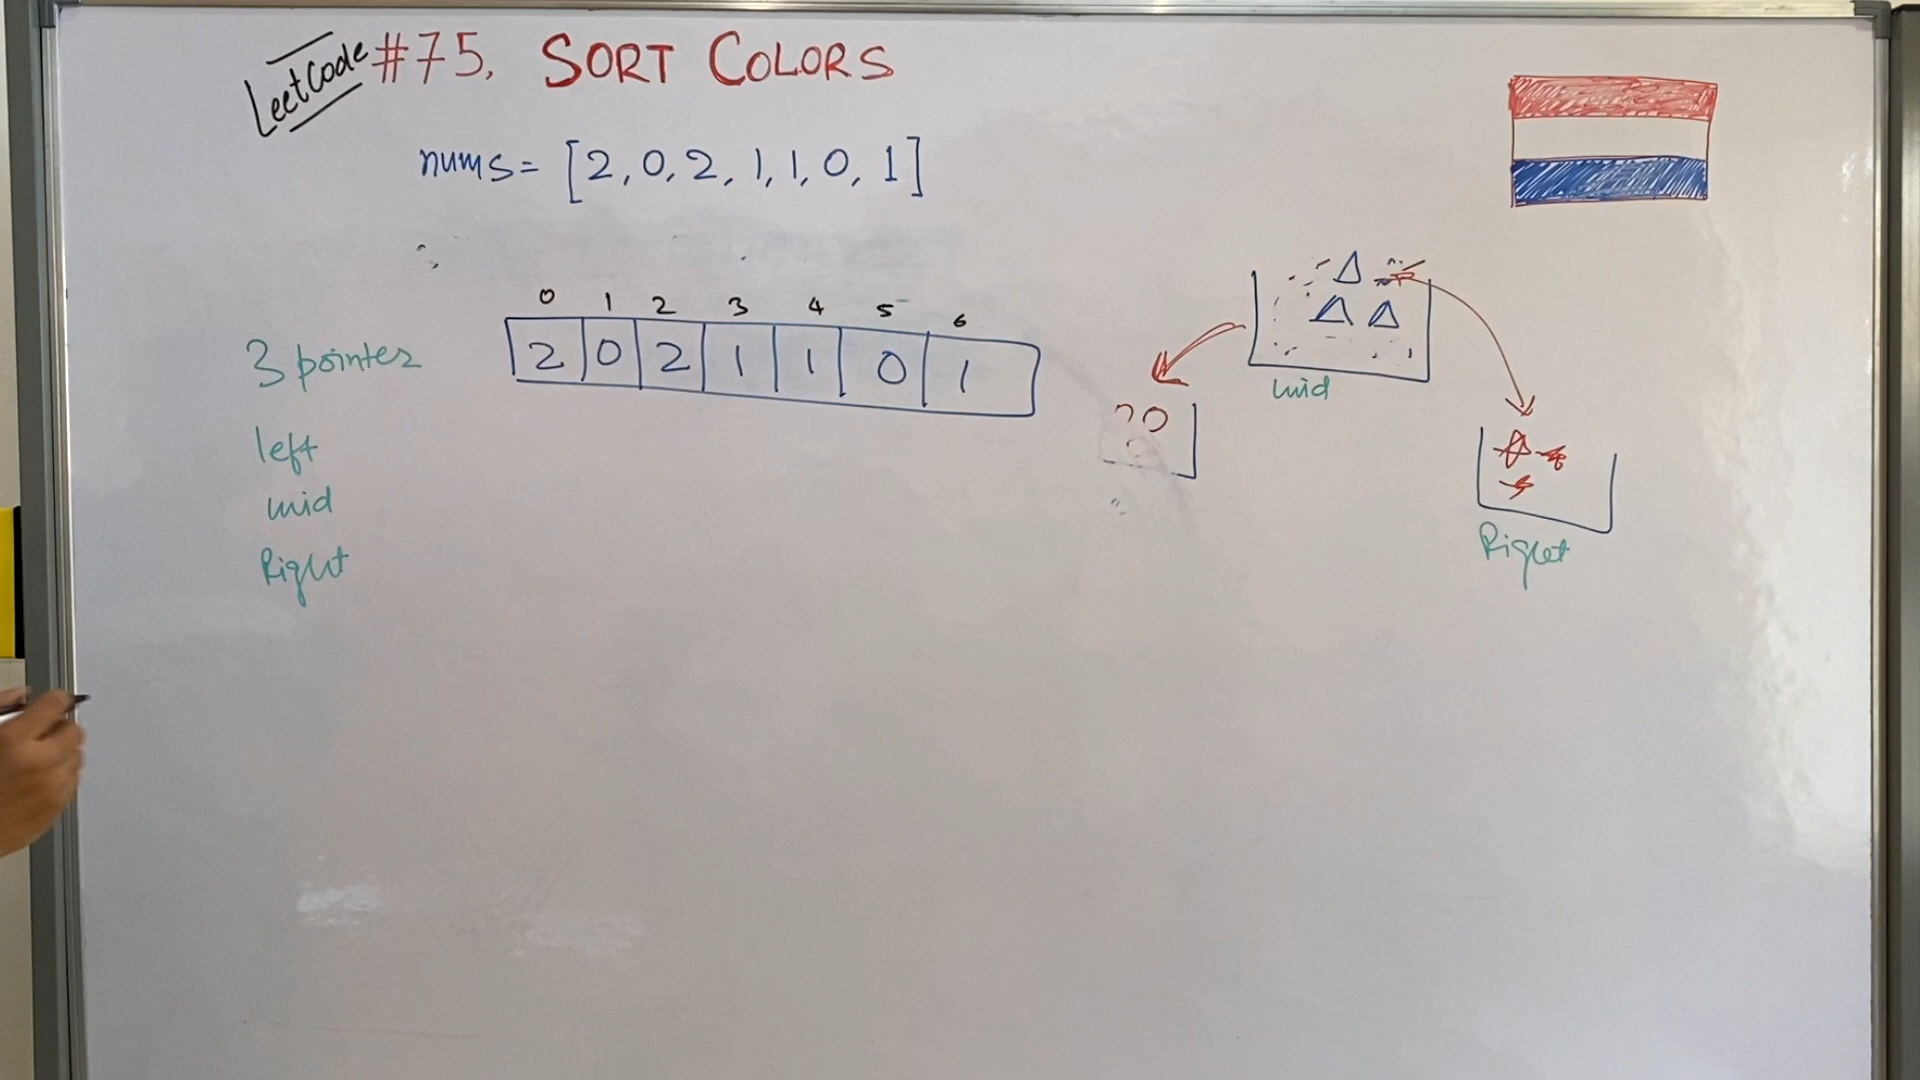 LeetCode #75. SORT COLORS
nums = [2, 0, 2, 1, 1, 0, 1]
0 1 2 3 4 5 6
2 0 2 1 1 0 1
3 pointer
left
mid
Right
mid
Right